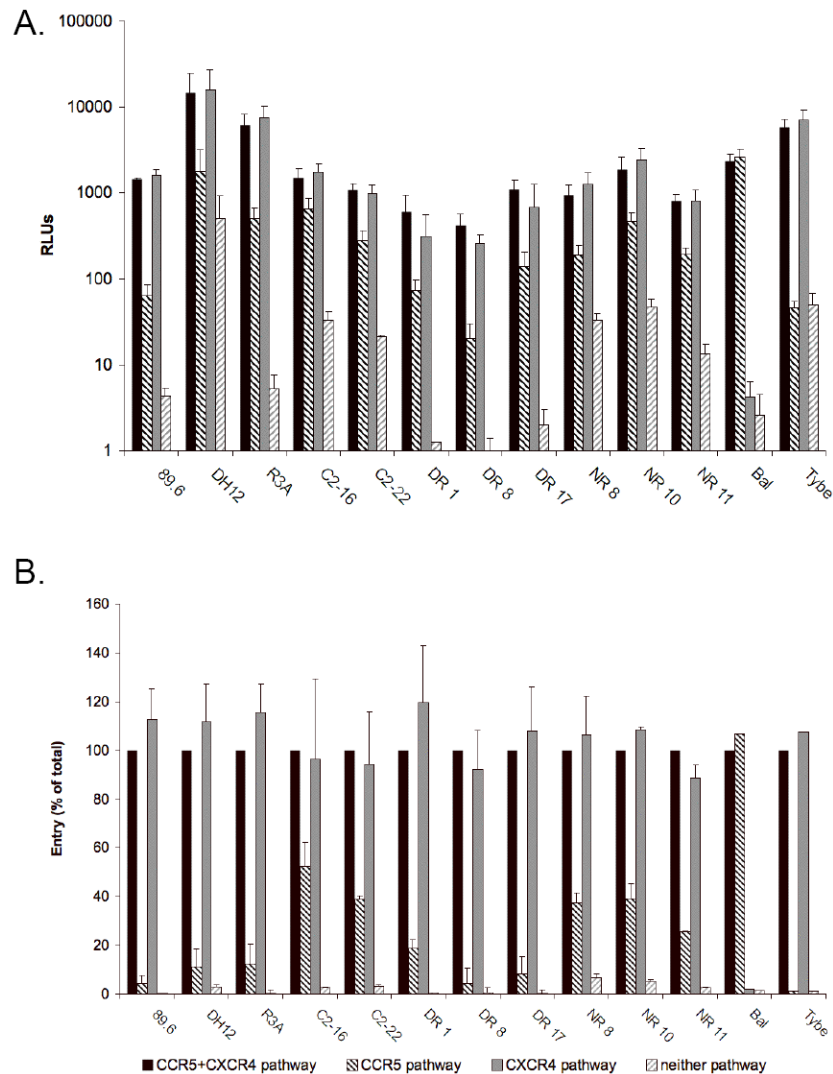 A.
100000
10000
1000
100
10
1
RLUs
89.6
DH12
R3A
C2-16
C2-22
DR 1
DR 8
DR 17
NR 8
NR 10
NR 11
Bal
Tybe
B.
160
140
120
100
80
60
40
20
0
Entry (% of total)
89.6
DH12
R3A
C2-16
C2-22
DR 1
DR 8
DR 17
NR 8
NR 10
NR 11
Bal
Tybe
CCR5+CXCR4 pathway CCR5 pathway CXCR4 pathway neither pathway